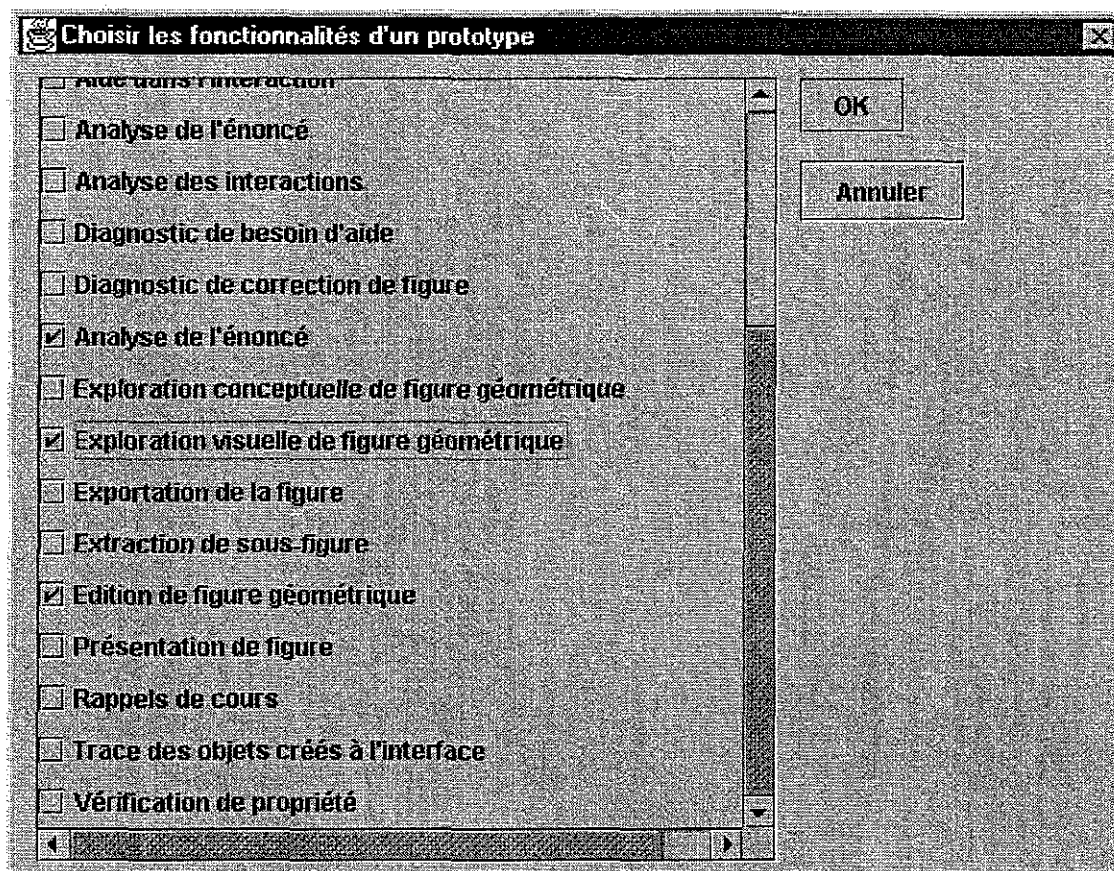 Choisir les fonctionnalités d'un prototype
Aide dans l'interaction
OK
Analyse de l'énoncé
Analyse des interactions
Annuler
Diagnostic de besoin d'aide
Diagnostic de correction de figure
Analyse de l'énoncé
Exploration conceptuelle de figure géométrique
Exploration visuelle de figure géométrique
Exportation de la figure
Extraction de sous-figure
Edition de figure géométrique
Présentation de figure
Rappels de cours
Trace des objets créés à l'interface
Vérification de propriété